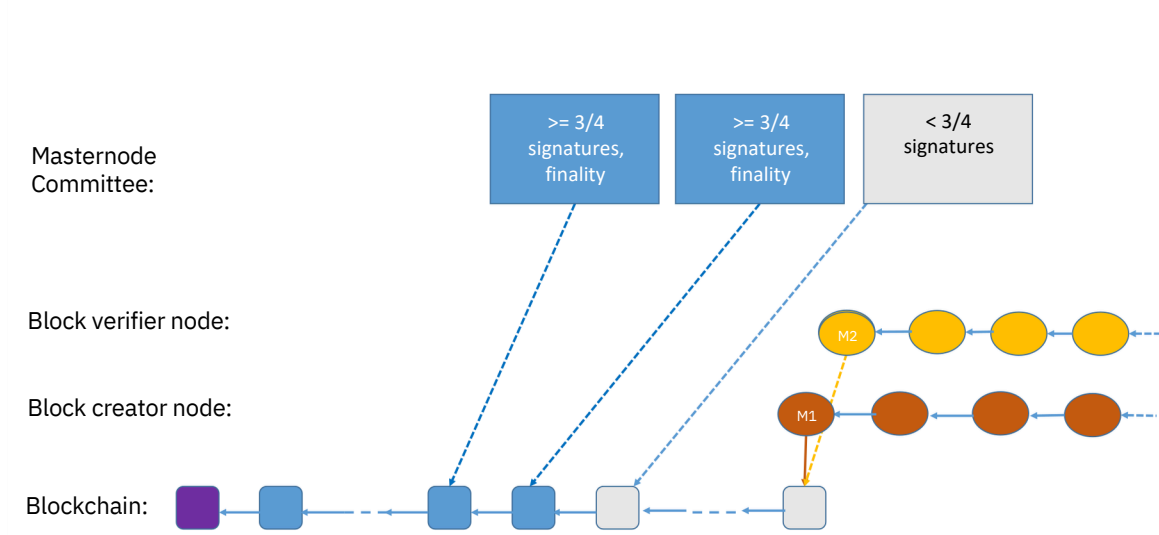 >= 3/4
signatures,
finality
>= 3/4
signatures,
finality
< 3/4
signatures
Masternode
Committee:
Block verifier node:
M2
Block creator node:
M1
Blockchain: